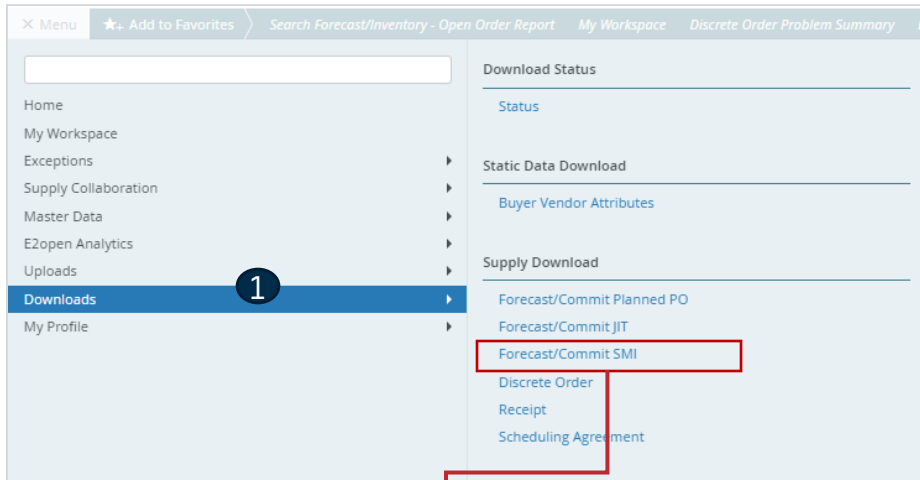 × Menu ★+ Add to Favorites Search Forecast/Inventory - Open Order Report My Workspace Discrete Order Problem Summary
Home
My Workspace
Exceptions
Supply Collaboration
Master Data
E2open Analytics
Uploads
Downloads
1
My Profile
Download Status
Status
Static Data Download
Buyer Vendor Attributes
Supply Download
Forecast/Commit Planned PO
Forecast/Commit JIT
Forecast/Commit SMI
Discrete Order
Receipt
Scheduling Agreement